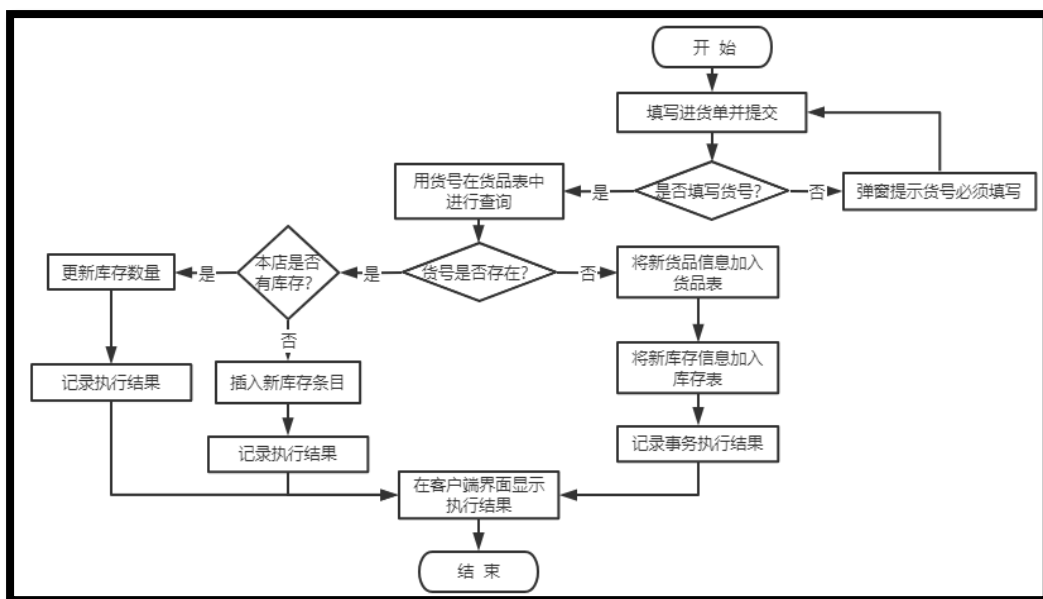 开 始
填写进货单并提交
用货号在货品表中
进行查询
是
是否填写货号?
否
弹窗提示货号必须填写
更新库存数量
是
本店是否
有库存?
是
货号是否存在?
否
将新货品信息加入
货品表
否
记录执行结果
插入新库存条目
将新库存信息加入
库存表
记录执行结果
记录事务执行结果
在客户端界面显示
执行结果
结 束